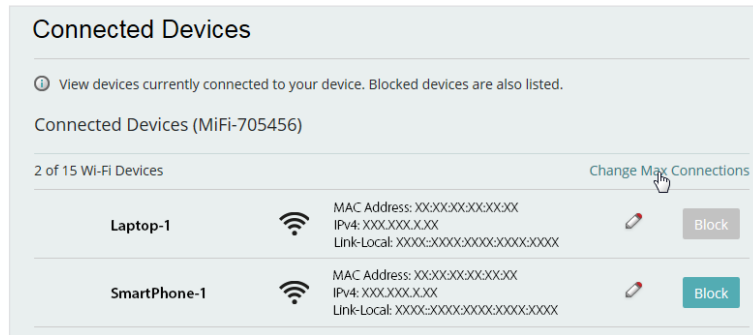 Connected Devices
View devices currently connected to your device. Blocked devices are also listed.
Connected Devices (MiFi-705456)
2 of 15 Wi-Fi Devices Change Max Connections
Laptop-1
MAC Address: XX:XX:XX:XX:XX:XX
IPv4: XXX.XXX.X.XX
Link-Local: XXXX::XXXX:XXXX:XXXX:XXXX
Block
SmartPhone-1
MAC Address: XX:XX:XX:XX:XX:XX
IPv4: XXX.XXX.X.XX
Link-Local: XXXX::XXXX:XXXX:XXXX:XXXX
Block